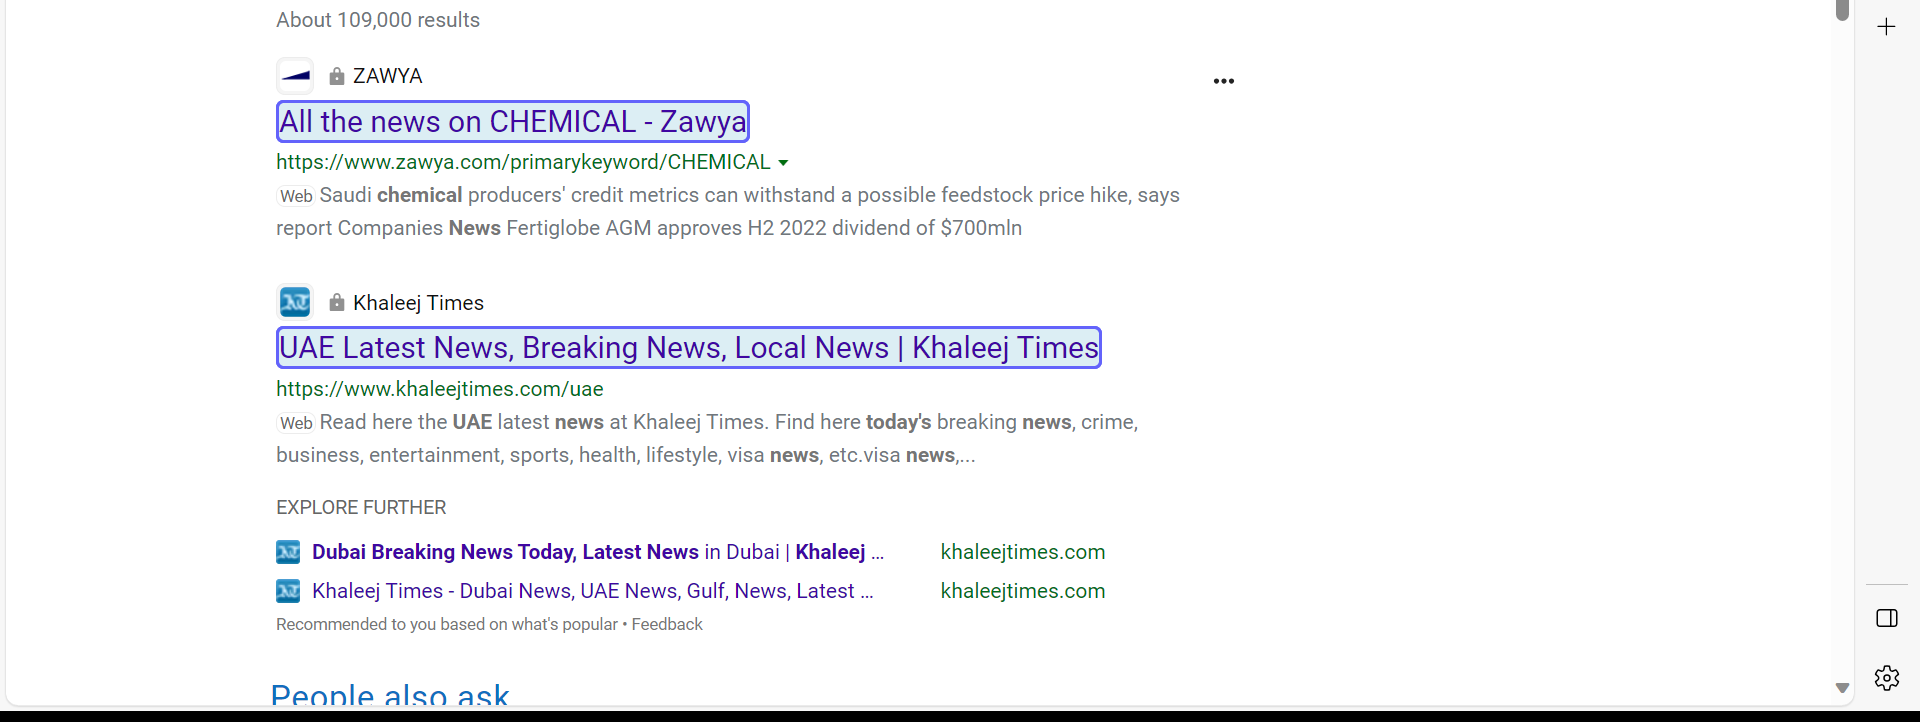 About 109,000 results
ZAWYA
All the news on CHEMICAL - Zawya
https://www.zawya.com/primarykeyword/CHEMICAL
Web Saudi chemical producers' credit metrics can withstand a possible feedstock price hike, says
report Companies News Fertiglobe AGM approves H2 2022 dividend of $700mln
Khaleej Times
UAE Latest News, Breaking News, Local News | Khaleej Times
https://www.khaleejtimes.com/uae
Web Read here the UAE latest news at Khaleej Times. Find here today's breaking news, crime,
business, entertainment, sports, health, lifestyle, visa news, etc.visa news,...
EXPLORE FURTHER
Dubai Breaking News Today, Latest News in Dubai | Khaleej ... khaleejtimes.com
Khaleej Times - Dubai News, UAE News, Gulf, News, Latest ... khaleejtimes.com
Recommended to you based on what's popular • Feedback
People also ask